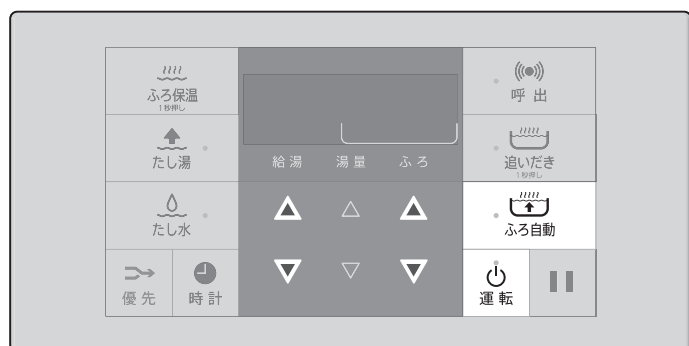 ふろ保温
1秒押し
呼出
たし湯
給湯 湯量 ふろ
追いだき
1秒押し
たし水
ふろ自動
優先
時計
運転